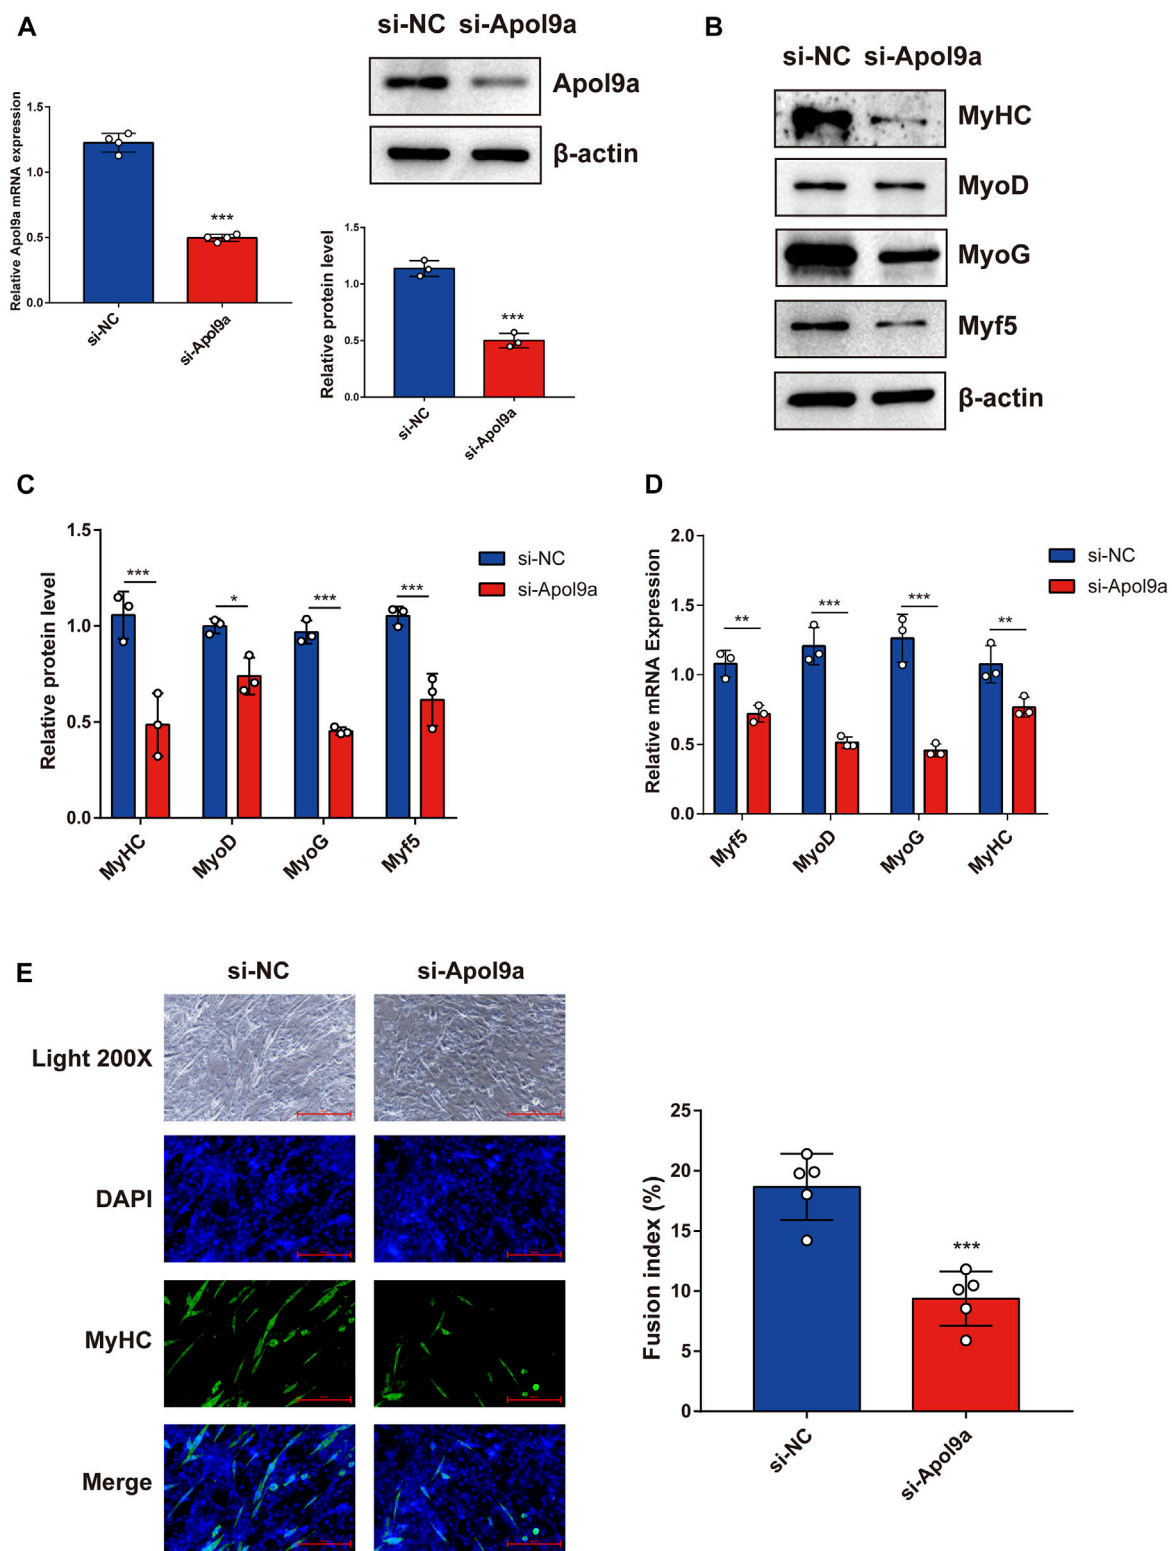 A
si-NC si-Apol9a
Apol9a
β-actin
Relative Apol9a mRNA expression
1.5
1.0
0.5
0.0
***
si-NC
si-Apol9a
Relative protein level
1.5
1.0
0.5
0.0
***
si-NC
si-Apol9a
B
si-NC si-Apol9a
MyHC
MyoD
MyoG
Myf5
β-actin
C
Relative protein level
1.5
1.0
0.5
0.0
***
*
***
***
MyHC
MyoD
MyoG
Myf5
si-NC
si-Apol9a
D
Relative mRNA Expression
2.0
1.5
1.0
0.5
0.0
**
***
***
**
Myf5
MyoD
MyoG
MyHC
si-NC
si-Apol9a
E
si-NC
si-Apol9a
Light 200X
DAPI
MyHC
Merge
Fusion index (%)
25
20
15
10
5
0
***
si-NC
si-Apol9a